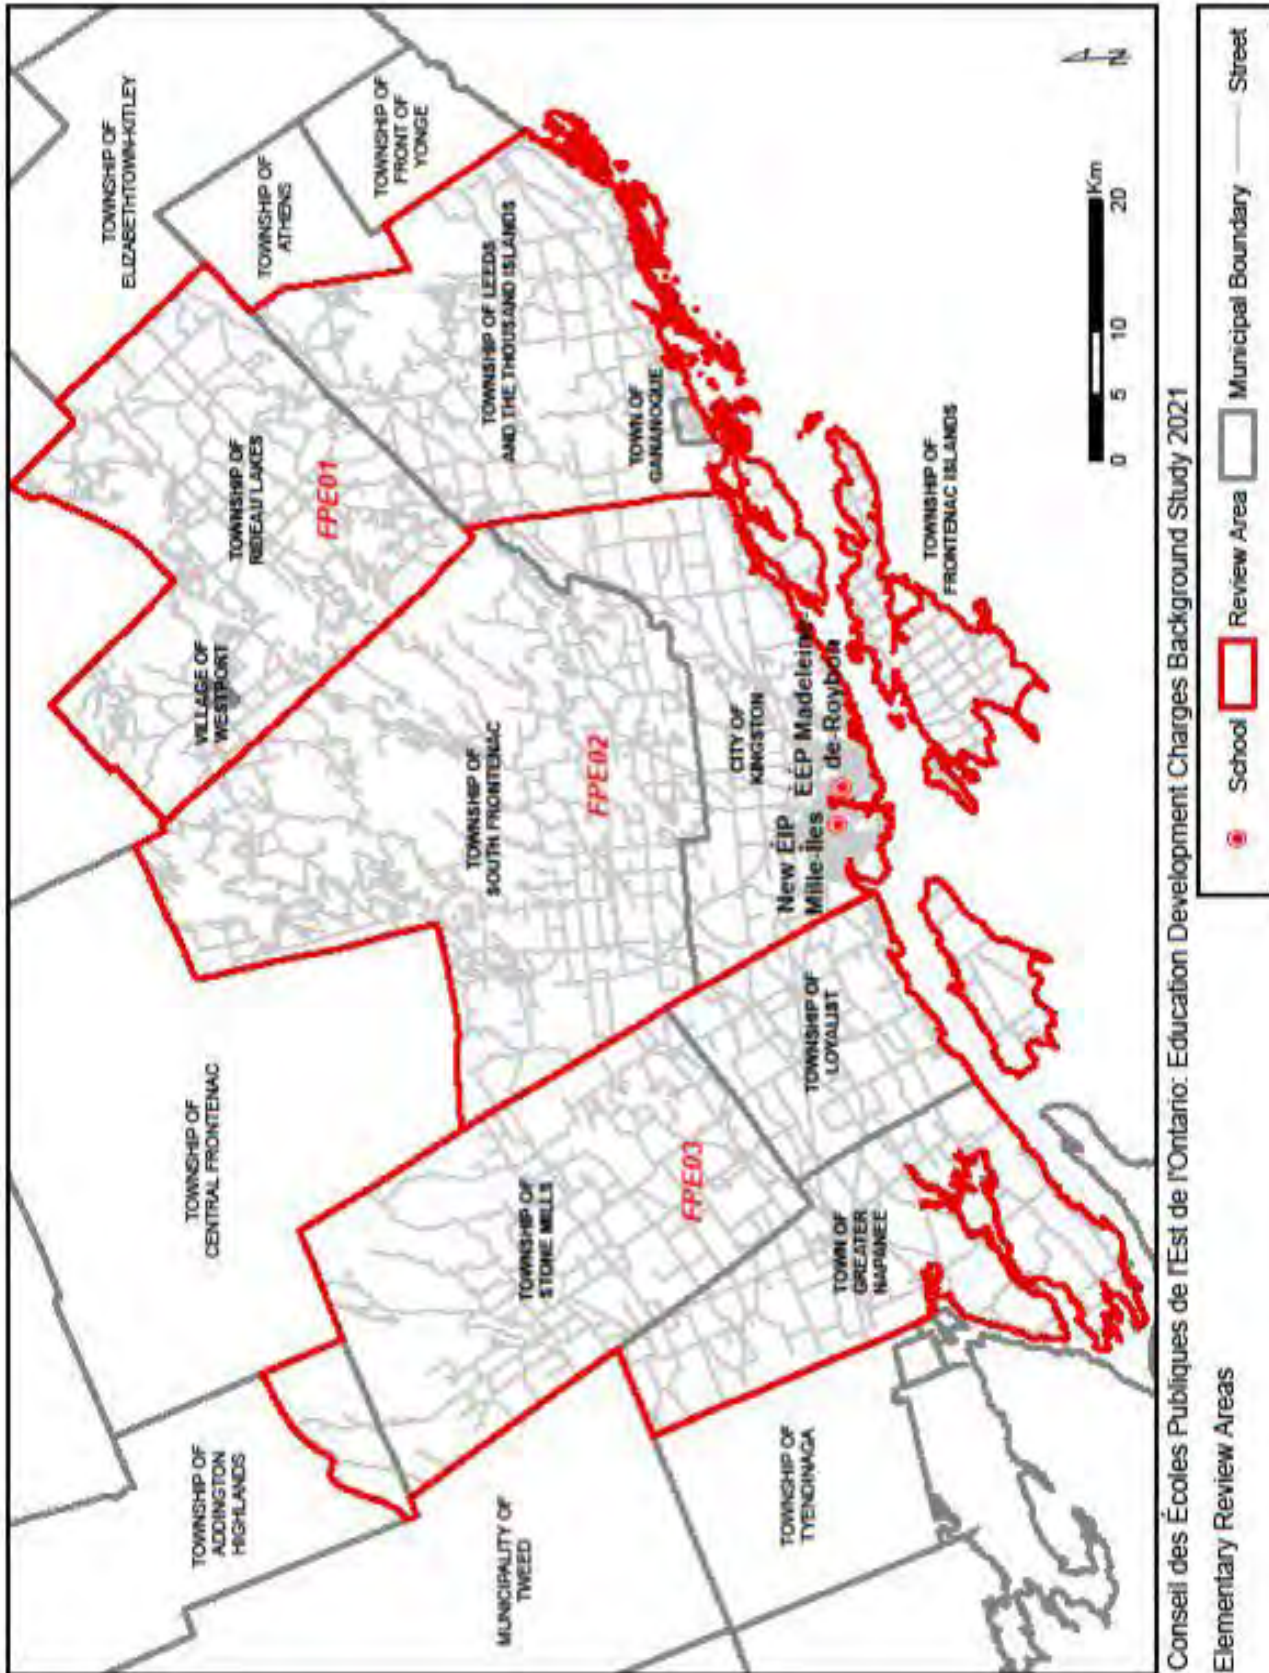 TOWNSHIP OF
ELIZABETHTOWN-KITLEY
TOWNSHIP OF
ATHENS
TOWNSHIP OF
FRONT OF
YONGE
TOWNSHIP OF
RIDEAU LAKES
FPE01
VILLAGE OF
WESTPORT
TOWNSHIP OF LEEDS
AND THE THOUSAND ISLANDS
TOWN OF
GANANOQUE
TOWNSHIP OF
CENTRAL FRONTENAC
TOWNSHIP OF
SOUTH FRONTENAC
FPE02
CITY OF
KINGSTON
New ÉIP
Mille-Îles
ÉÉP Madeleine-
de-Roybon
TOWNSHIP OF
FRONTENAC ISLANDS
TOWNSHIP OF
ADDINGTON
HIGHLANDS
TOWNSHIP OF
STONE MILLS
FPE03
TOWNSHIP OF
LOYALIST
TOWN OF
GREATER
NAPANEE
MUNICIPALITY OF
TWEED
TOWNSHIP OF
TYENDINAGA
N
0 5 10 20
Km
Conseil des Écoles Publiques de l'Est de l'Ontario: Education Development Charges Background Study 2021
Elementary Review Areas
School Review Area Municipal Boundary Street